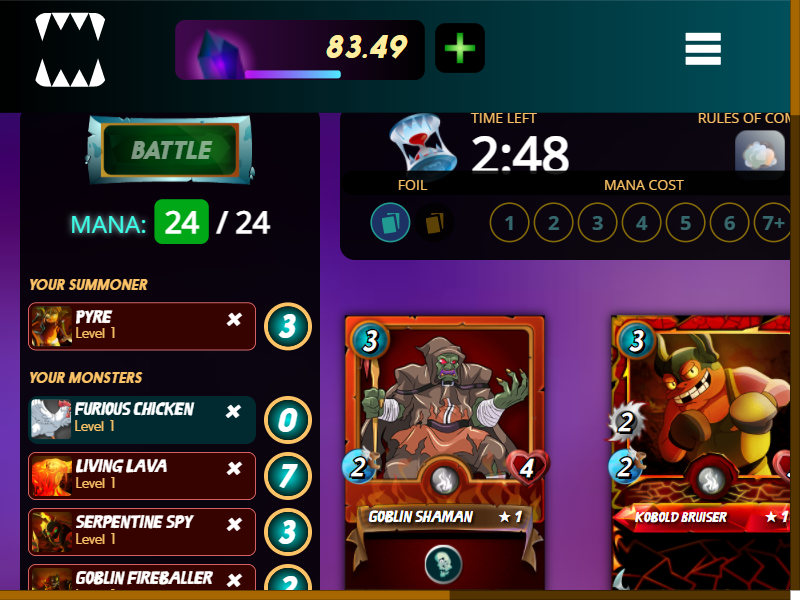 83.49
BATTLE
MANA: 24 / 24
YOUR SUMMONER
PYRE
Level 1
3
YOUR MONSTERS
FURIOUS CHICKEN
Level 1
0
LIVING LAVA
Level 1
7
SERPENTINE SPY
Level 1
3
GOBLIN FIREBALLER
2
TIME LEFT
2:48
RULES OF COM
FOIL
MANA COST
1 2 3 4 5 6 7+
3
2
4
GOBLIN SHAMAN ★ 1
3
2
2
KOBOLD BRUISER ★ 1